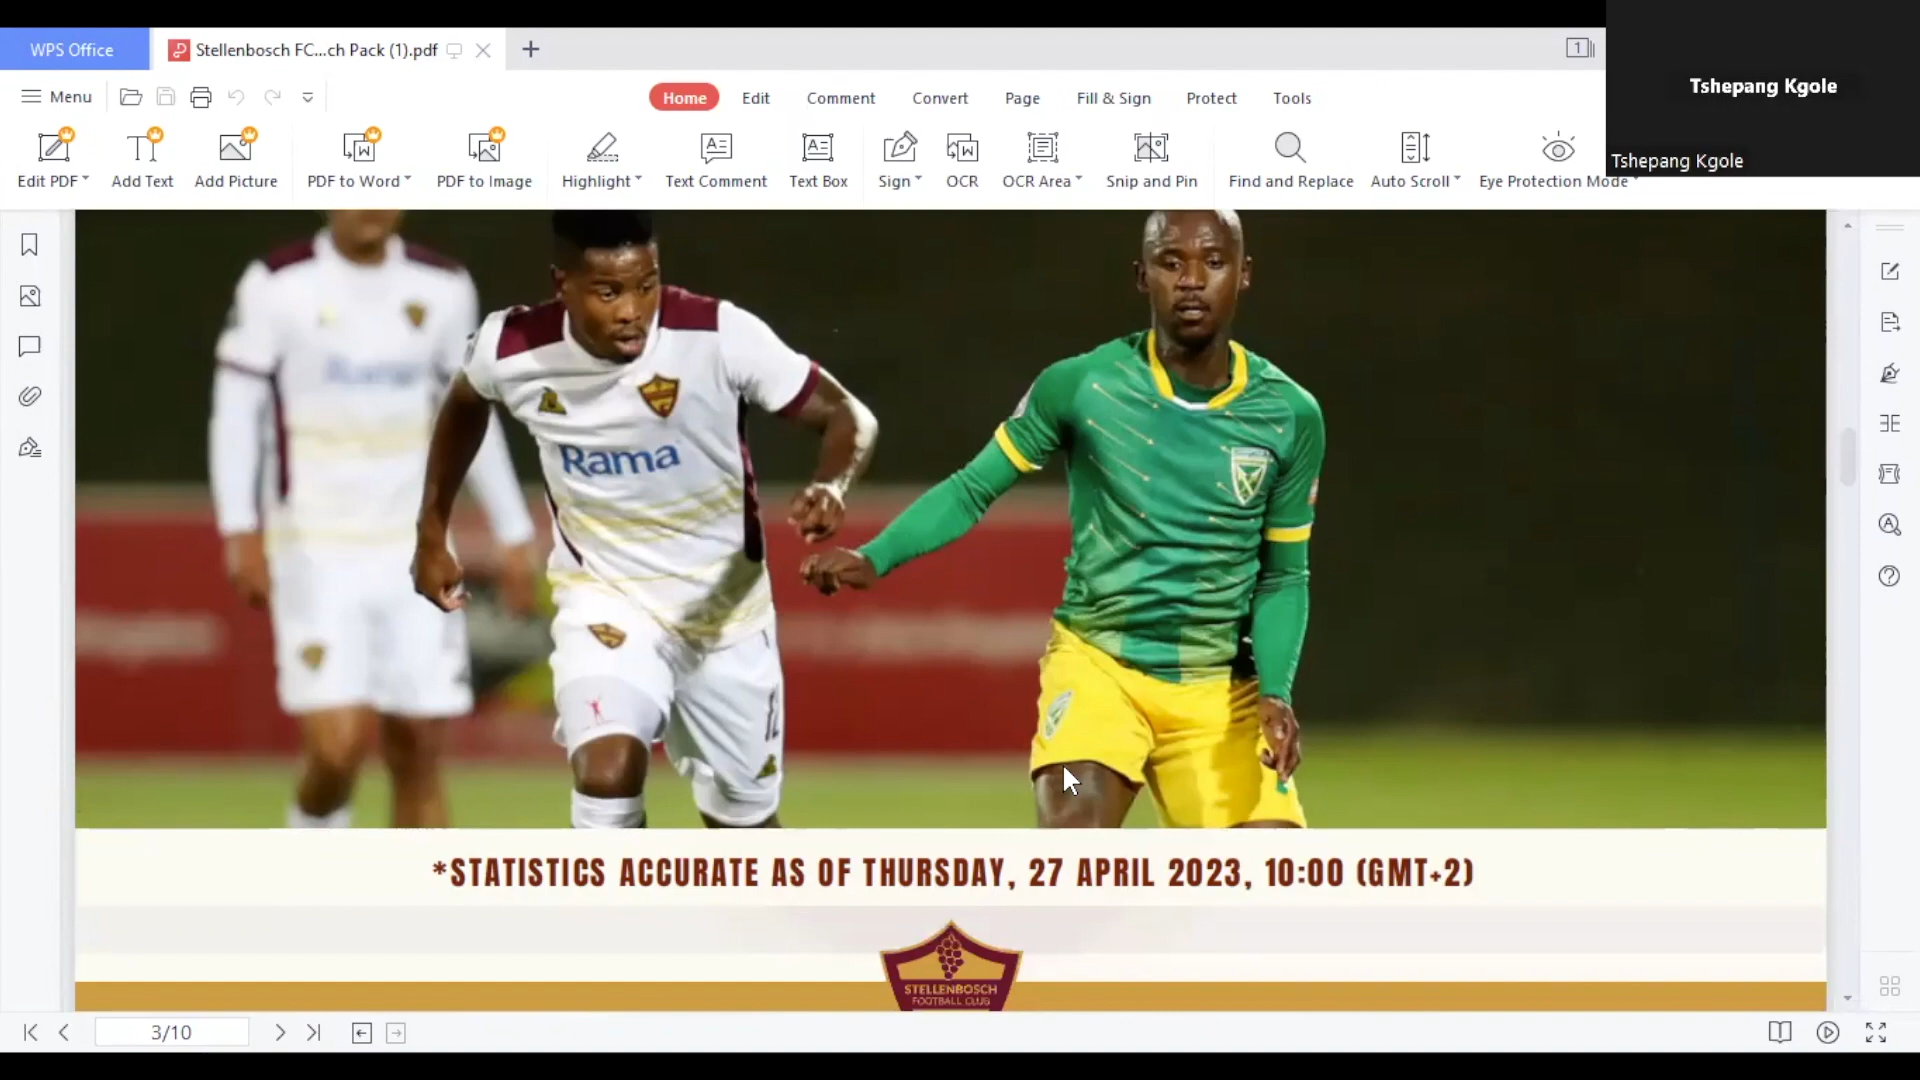 WPS Office
Stellenbosch FC...ch Pack (1).pdf
1
Tshepang Kgole
Tshepang Kgole
Menu
Home Edit Comment Convert Page Fill & Sign Protect Tools
Edit PDF Add Text Add Picture PDF to Word PDF to Image Highlight Text Comment Text Box Sign OCR OCR Area Snip and Pin Find and Replace Auto Scroll Eye Protection Mode
Rama
Rama
12
*STATISTICS ACCURATE AS OF THURSDAY, 27 APRIL 2023, 10:00 (GMT+2)
STELLENBOSCH
FOOTBALL CLUB
3/10